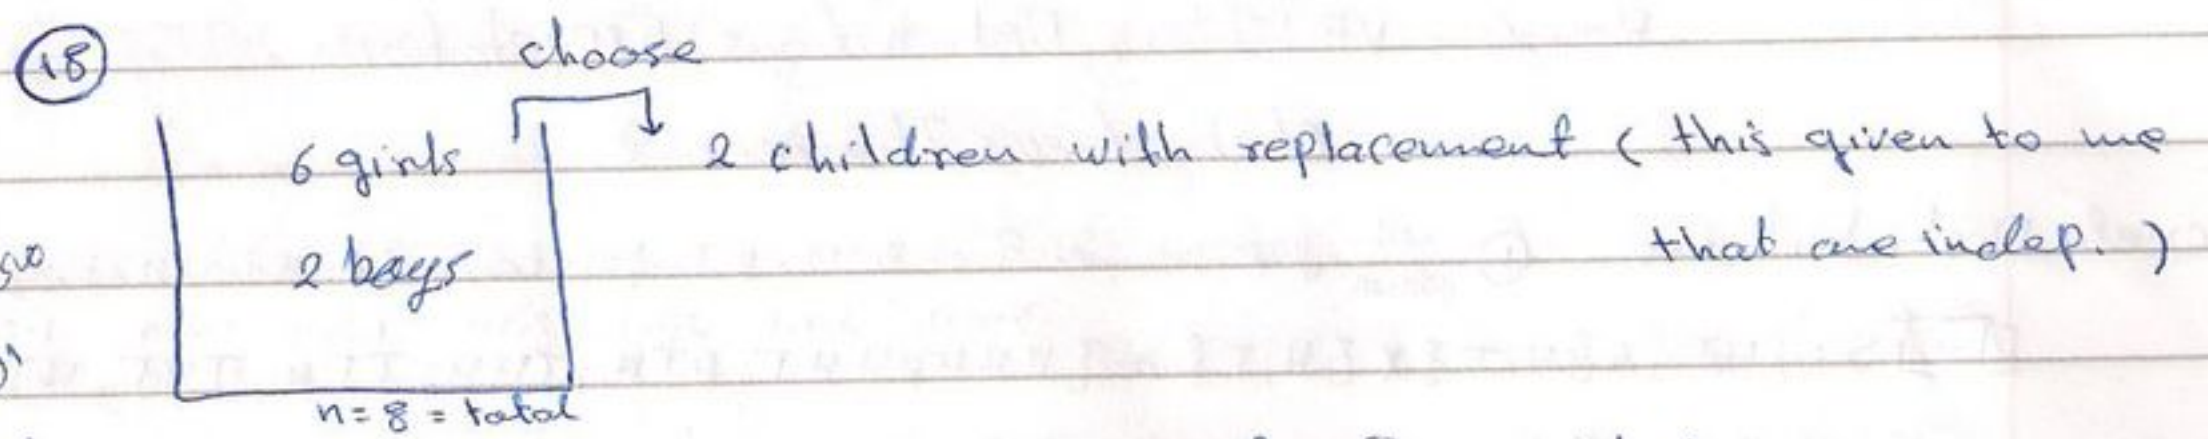 18
choose
6 girls 2 children with replacement ( this given to me
2 boys that are indep. )
n = 8 = total